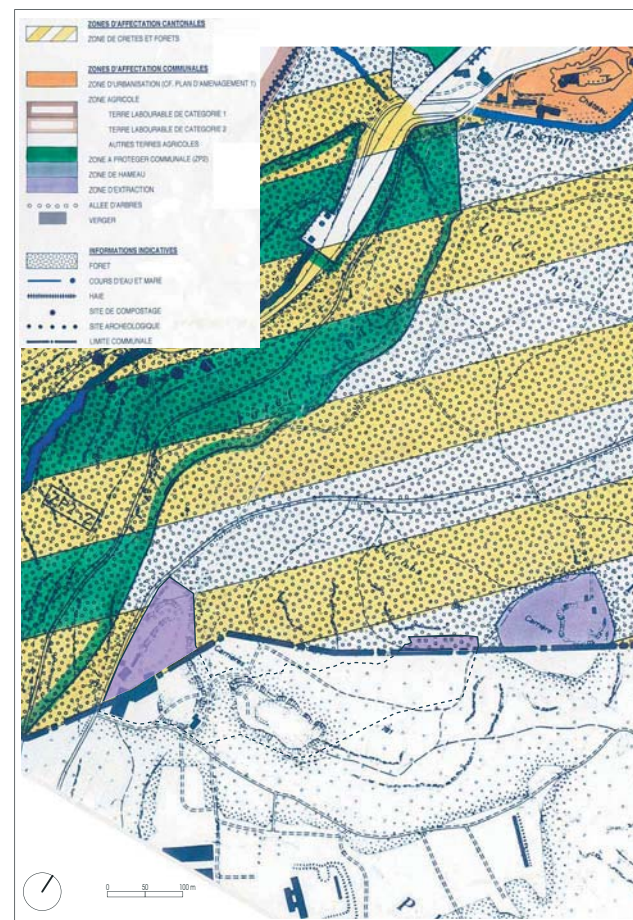 ZONES D'AFFECTATION CANTONALES
ZONE DE CRETES ET FORETS
ZONES D'AFFECTATION COMMUNALES
ZONE D'URBANISATION (CF. PLAN D'AMENAGEMENT 1)
ZONE AGRICOLE
TERRE LABOURABLE DE CATEGORIE 1
TERRE LABOURABLE DE CATEGORIE 2
AUTRES TERRES AGRICOLES
ZONE A PROTEGER COMMUNALE (ZP2)
ZONE DE HAMEAU
ZONE D'EXTRACTION
ALLEE D'ARBRES
VERGER
INFORMATIONS INDICATIVES
FORET
COURS D'EAU ET MARE
HAIE
SITE DE COMPOSTAGE
SITE ARCHEOLOGIQUE
LIMITE COMMUNALE
Château
Le Seyon
Carrière
0 50 100 m